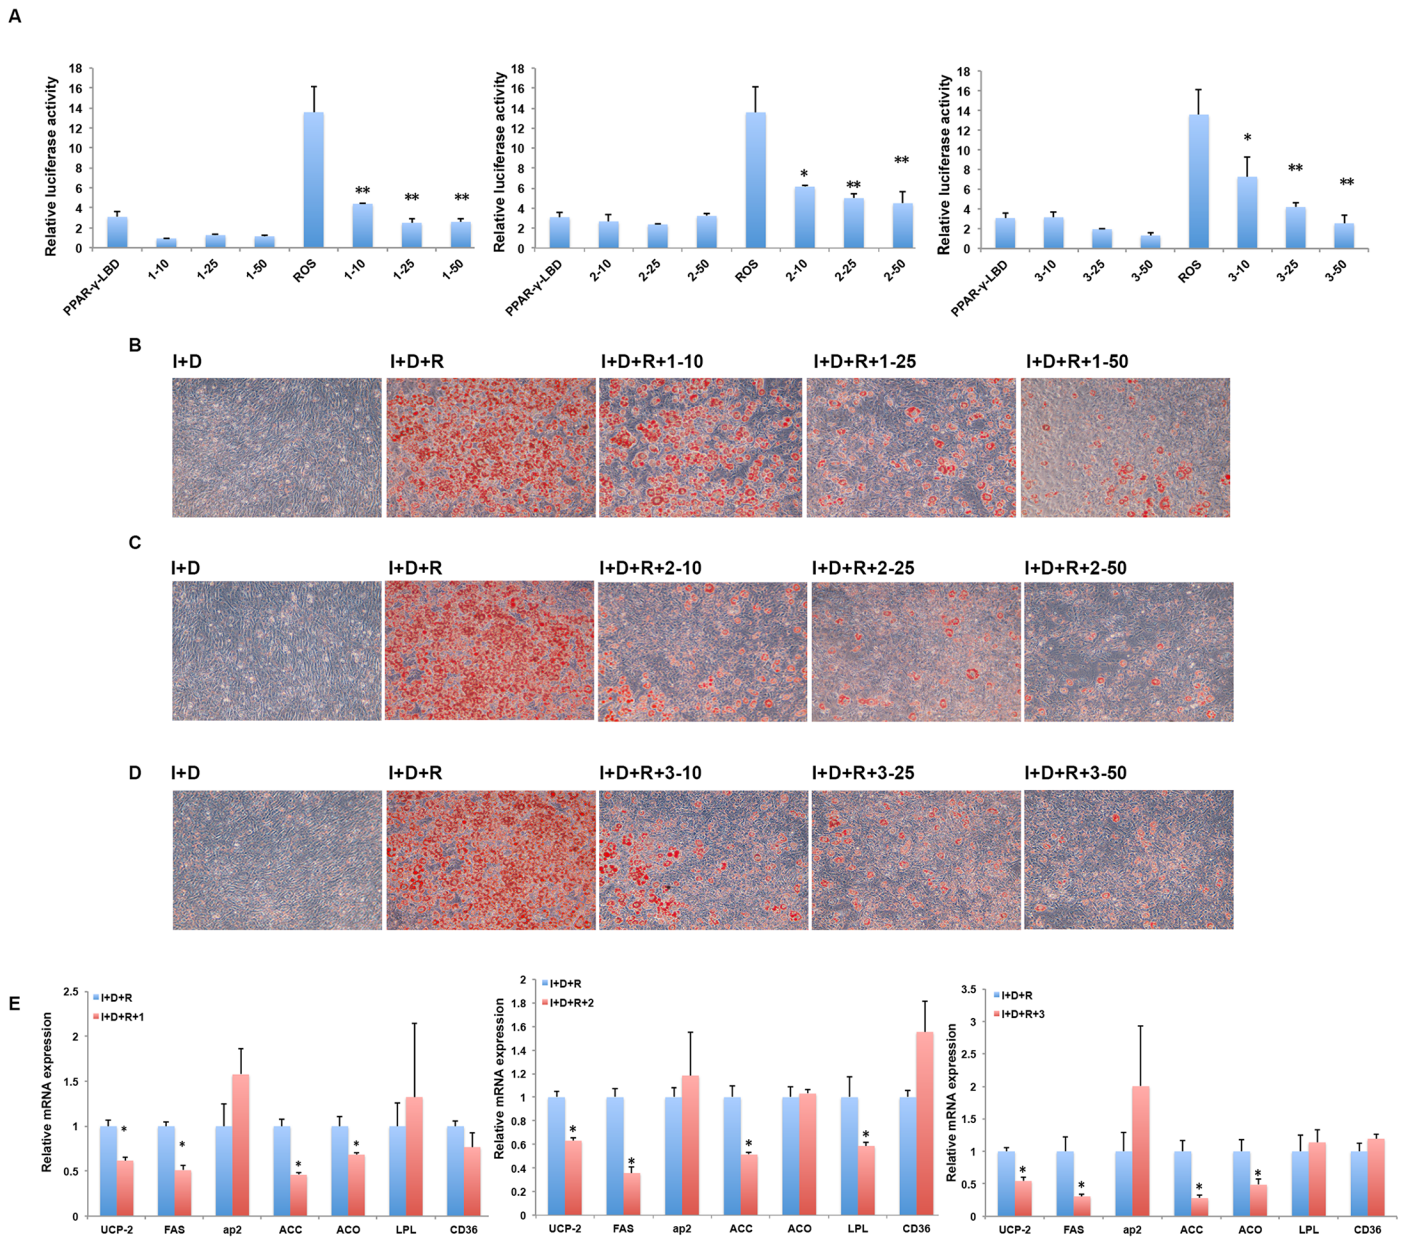 A
Relative luciferase activity
18
16
14
12
10
8
6
4
2
0
** ** **
PPAR-γ-LBD 1-10 1-25 1-50 ROS 1-10 1-25 1-50
Relative luciferase activity
18
16
14
12
10
8
6
4
2
0
* ** **
PPAR-γ-LBD 2-10 2-25 2-50 ROS 2-10 2-25 2-50
Relative luciferase activity
18
16
14
12
10
8
6
4
2
0
* ** **
PPAR-γ-LBD 3-10 3-25 3-50 ROS 3-10 3-25 3-50
B
I+D I+D+R I+D+R+1-10 I+D+R+1-25 I+D+R+1-50
C
I+D I+D+R I+D+R+2-10 I+D+R+2-25 I+D+R+2-50
D
I+D I+D+R I+D+R+3-10 I+D+R+3-25 I+D+R+3-50
E
Relative mRNA expression
2.5
2
1.5
1
0.5
0
I+D+R
I+D+R+1
* * * *
UCP-2 FAS ap2 ACC ACO LPL CD36
Relative mRNA expression
2
1.8
1.6
1.4
1.2
1
0.8
0.6
0.4
0.2
0
I+D+R
I+D+R+2
* * * *
UCP-2 FAS ap2 ACC ACO LPL CD36
Relative mRNA expression
3.5
3
2.5
2
1.5
1
0.5
0
I+D+R
I+D+R+3
* * * *
UCP-2 FAS ap2 ACC ACO LPL CD36